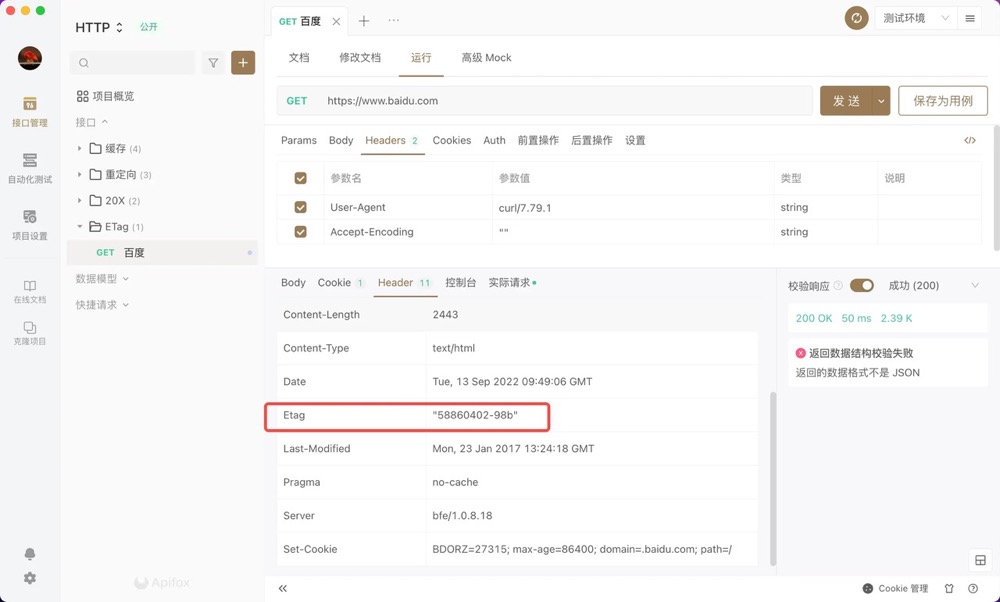 HTTP 公开
GET 百度
测试环境
文档 修改文档 运行 高级 Mock
GET https://www.baidu.com 发 送 保存为用例
接口管理
自动化测试
项目设置
在线文档
克隆项目
项目概览
接口
缓存 (4)
重定向 (3)
20X (2)
ETag (1)
GET 百度
数据模型
快捷请求
Apifox
Params Body Headers 2 Cookies Auth 前置操作 后置操作 设置
参数名 参数值 类型 说明
User-Agent curl/7.79.1 string
Accept-Encoding "" string
Body Cookie 1 Header 11 控制台 实际请求
Content-Length 2443
Content-Type text/html
Date Tue, 13 Sep 2022 09:49:06 GMT
Etag "58860402-98b"
Last-Modified Mon, 23 Jan 2017 13:24:18 GMT
Pragma no-cache
Server bfe/1.0.8.18
Set-Cookie BDORZ=27315; max-age=86400; domain=.baidu.com; path=/
校验响应 成功 (200)
200 OK 50 ms 2.39 K
返回数据结构校验失败
返回的数据格式不是 JSON
Cookie 管理